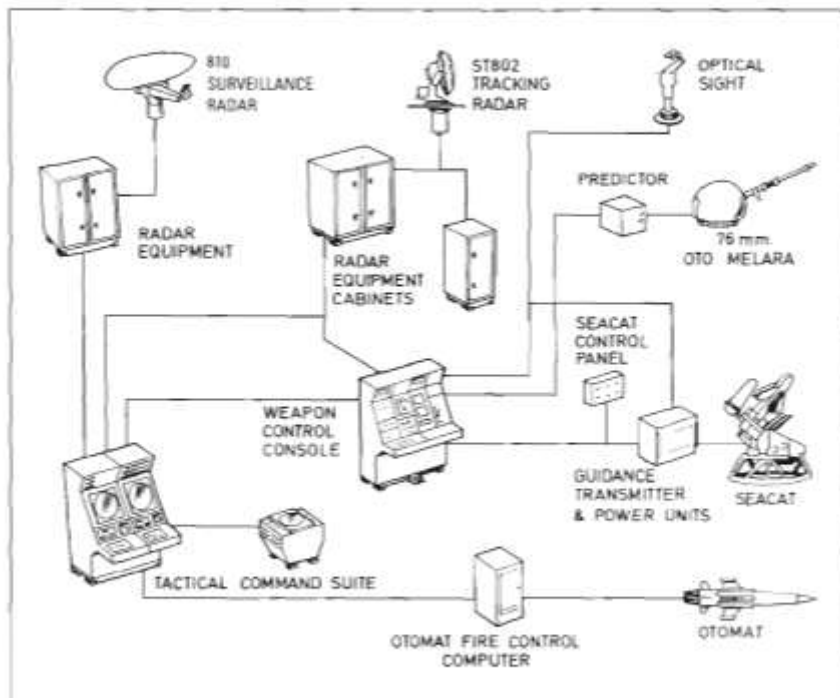 810
SURVEILLANCE
RADAR
ST802
TRACKING
RADAR
OPTICAL
SIGHT
PREDICTOR
RADAR
EQUIPMENT
RADAR
EQUIPMENT
CABINETS
76 mm.
OTO MELARA
SEACAT
CONTROL
PANEL
WEAPON
CONTROL
CONSOLE
GUIDANCE
TRANSMITTER
& POWER UNITS
SEACAT
TACTICAL COMMAND SUITE
OTOMAT FIRE CONTROL
COMPUTER
OTOMAT